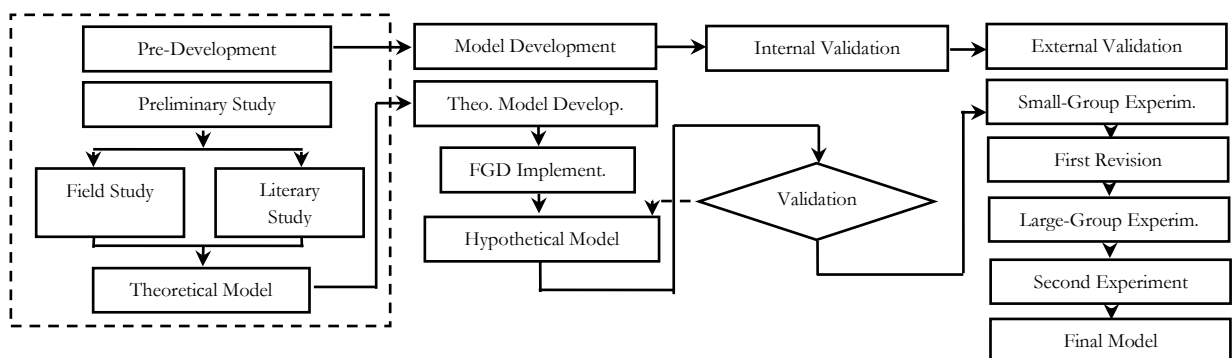 Pre-Development
Model Development
Internal Validation
External Validation
Preliminary Study
Theo. Model Develop.
Small-Group Experim.
Field Study
Literary
Study
FGD Implement.
Validation
First Revision
Hypothetical Model
Large-Group Experim.
Theoretical Model
Second Experiment
Final Model